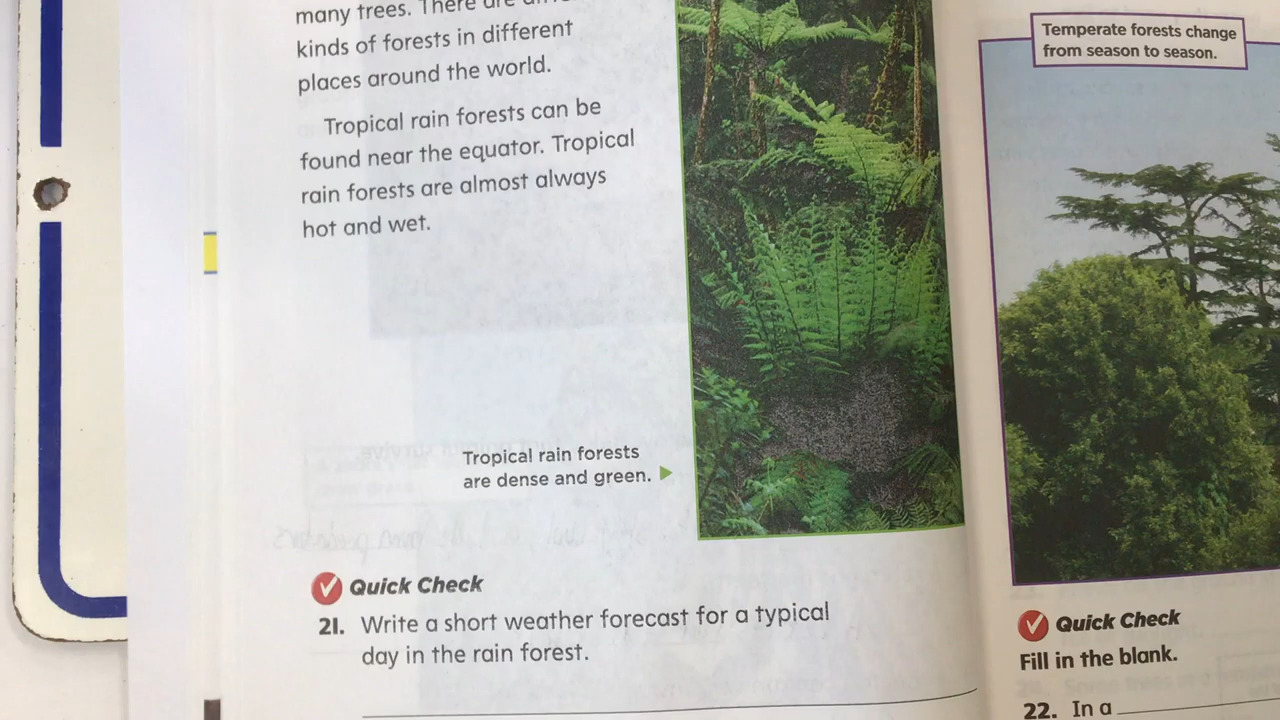 many trees. There are
kinds of forests in different
places around the world.
Tropical rain forests can be
found near the equator. Tropical
rain forests are almost always
hot and wet.
Tropical rain forests
are dense and green.
Quick Check
21. Write a short weather forecast for a typical
day in the rain forest.
Temperate forests change
from season to season.
Quick Check
Fill in the blank.
22. In a